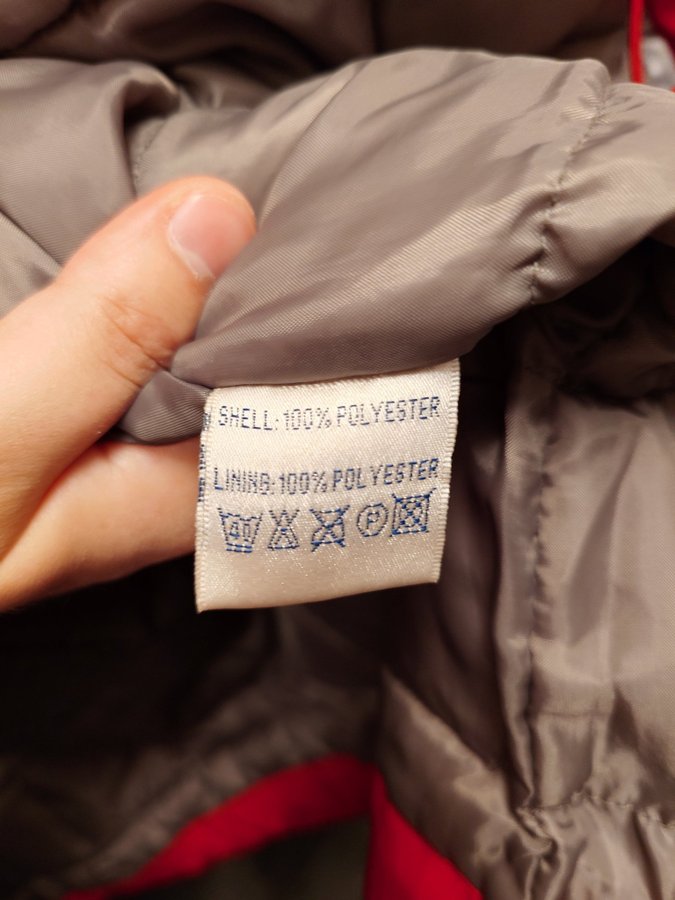 SHELL: 100% POLYESTER
LINING: 100% POLYESTER
40 P